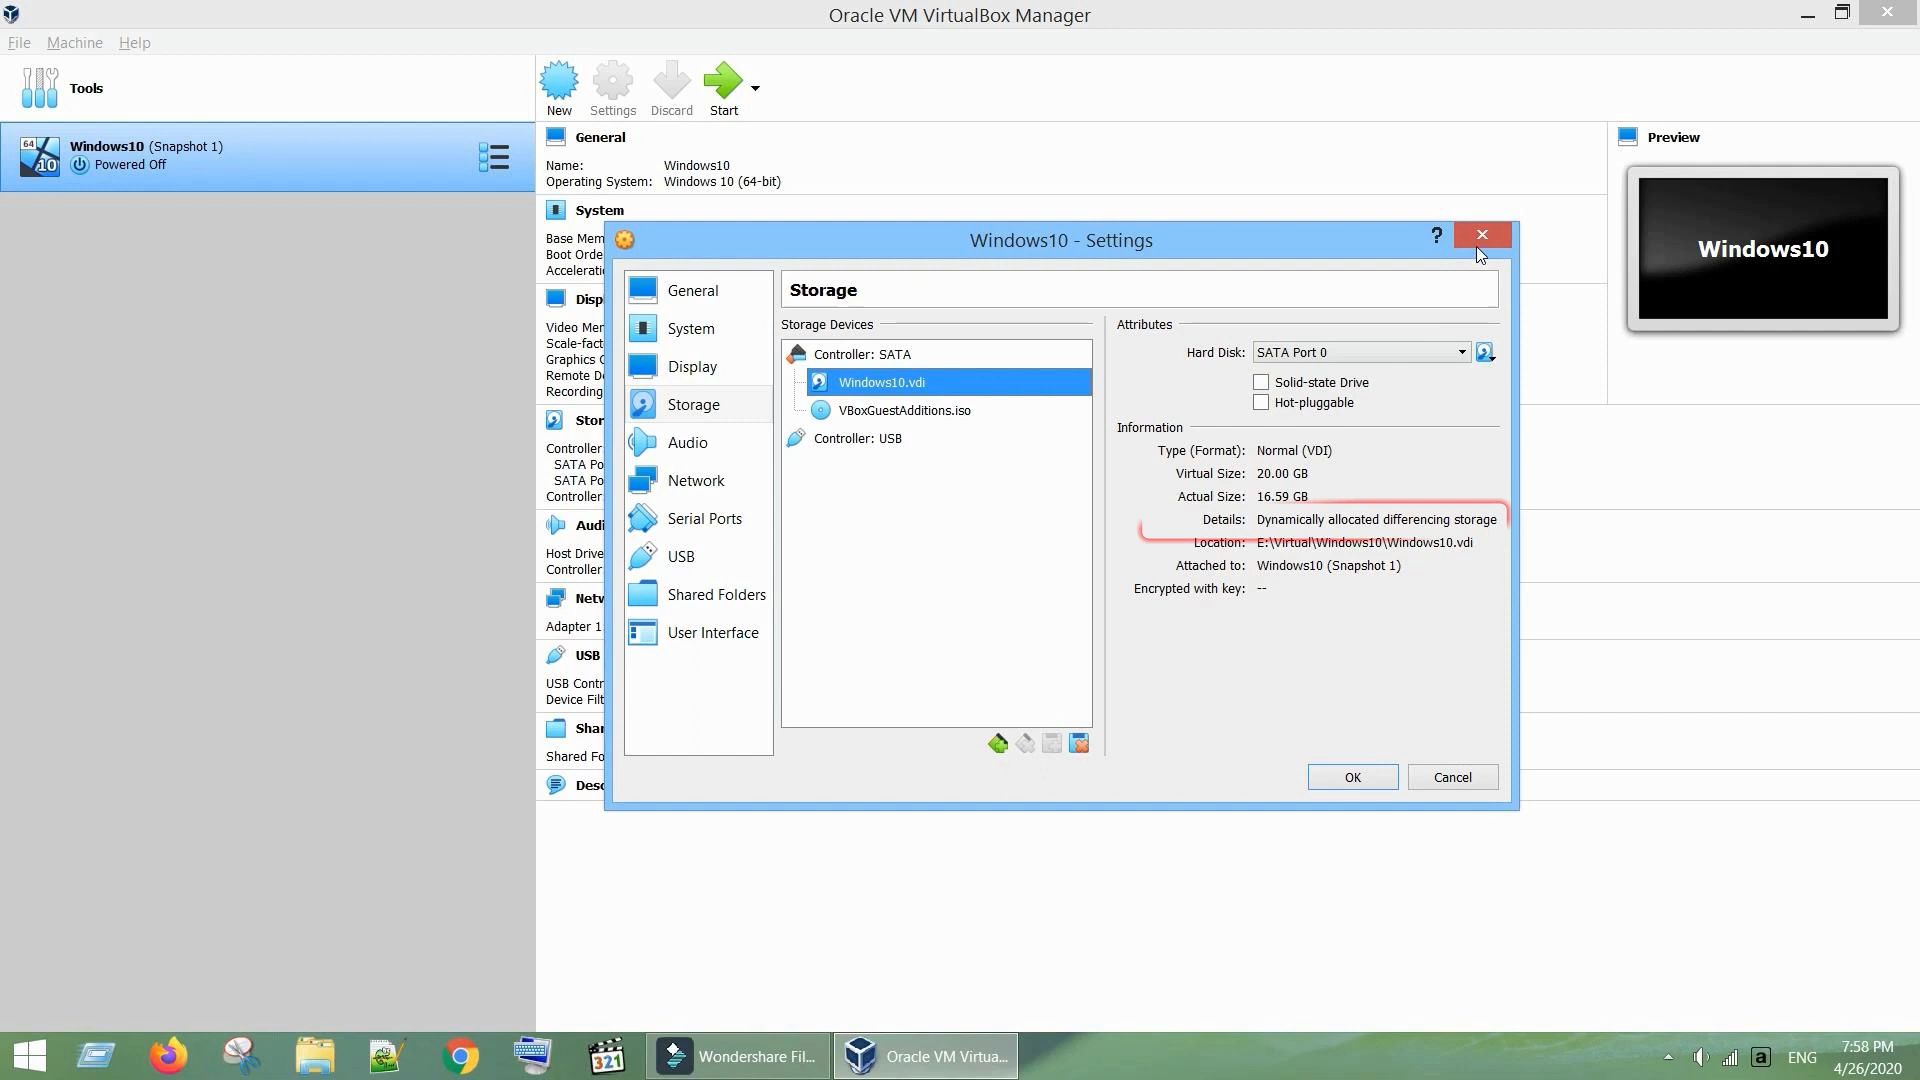 Oracle VM VirtualBox Manager
File Machine Help
Tools
New Settings Discard Start
64
10
Windows10 (Snapshot 1)
Powered Off
General
Name: Windows10
Operating System: Windows 10 (64-bit)
Preview
Windows10
System
Base Mem
Boot Orde
Acceleratio
Disp
Video Mem
Scale-facto
Graphics C
Remote De
Recording
Stor
Controller
SATA Po
SATA Po
Controller:
Audi
Host Drive
Controller:
Netw
Adapter 1
USB
USB Contr
Device Filt
Shar
Shared Fo
Desc
Windows10 - Settings
?
General
System
Display
Storage
Audio
Network
Serial Ports
USB
Shared Folders
User Interface
Storage
Storage Devices
Controller: SATA
Windows10.vdi
VBoxGuestAdditions.iso
Controller: USB
Attributes
Hard Disk: SATA Port 0
Solid-state Drive
Hot-pluggable
Information
Type (Format): Normal (VDI)
Virtual Size: 20.00 GB
Actual Size: 16.59 GB
Details: Dynamically allocated differencing storage
Location: E:\Virtual\Windows10\Windows10.vdi
Attached to: Windows10 (Snapshot 1)
Encrypted with key: --
OK Cancel
321
Wondershare Fil...
Oracle VM Virtua...
a
ENG
7:58 PM
4/26/2020